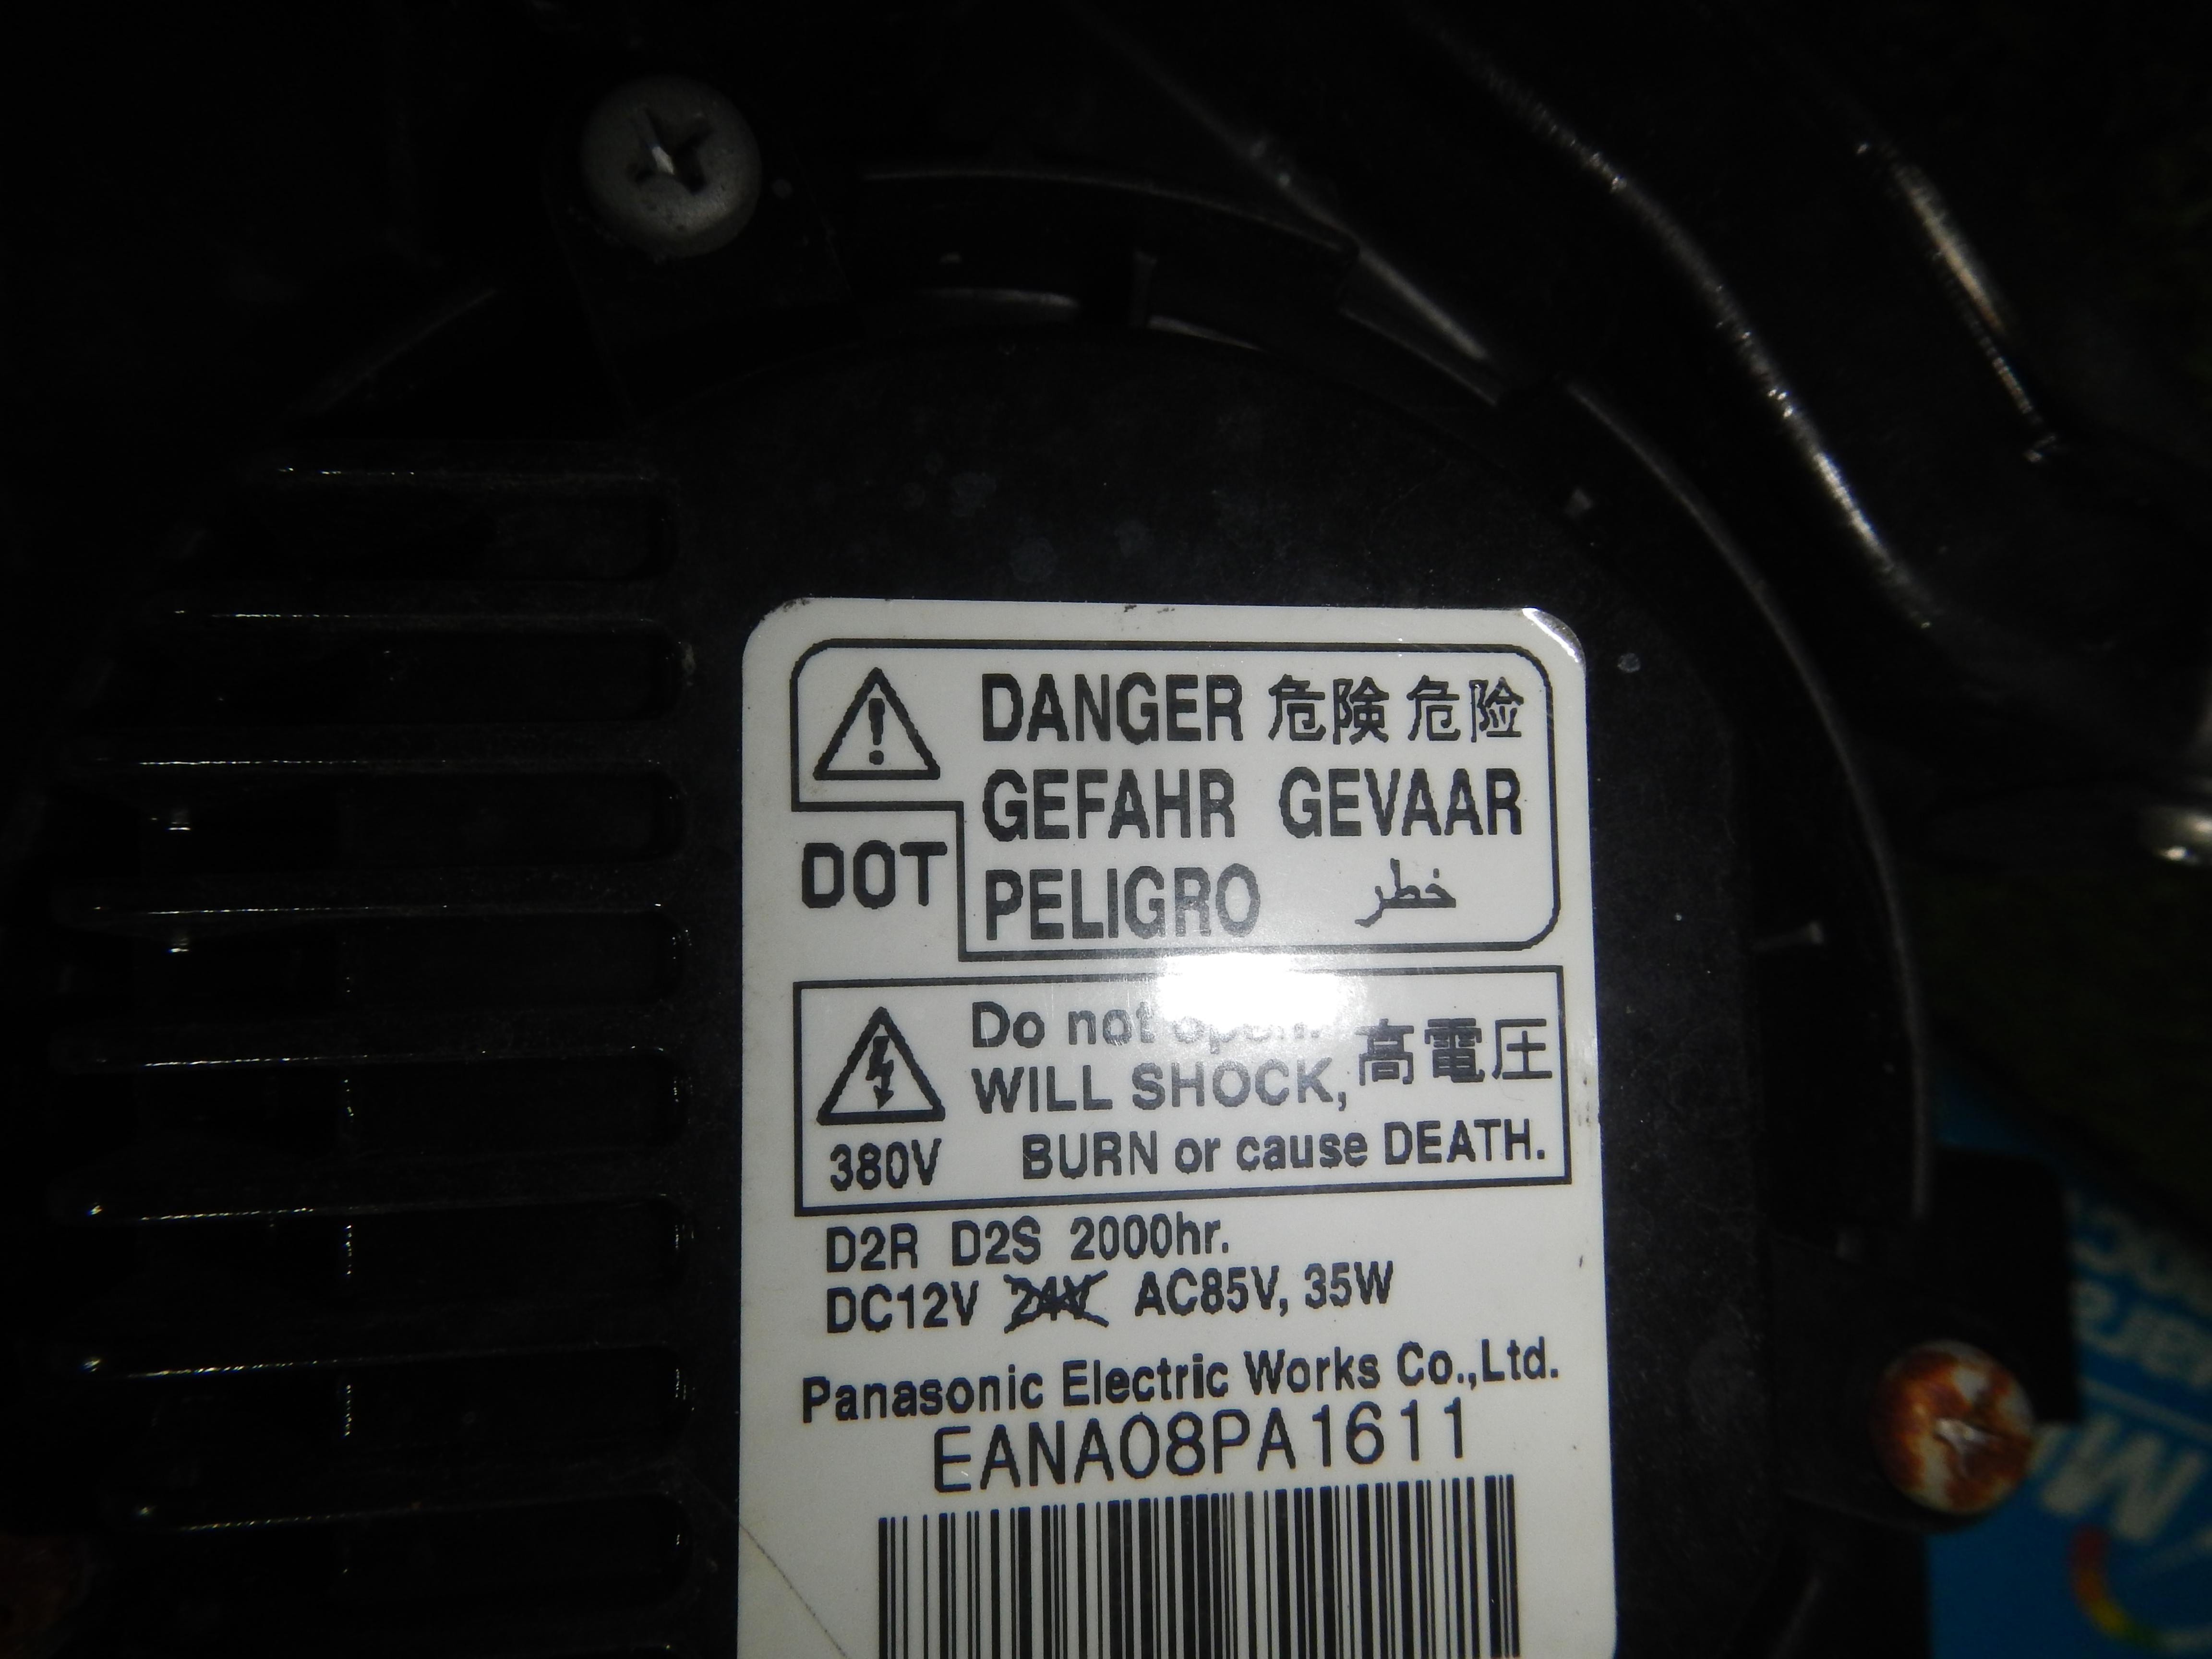 DANGER 危険 危险
GEFAHR GEVAAR
DOT
PELIGRO خطر
Do not open.
WILL SHOCK, 高電圧
380V BURN or cause DEATH.
D2R D2S 2000hr.
DC12V 24V AC85V, 35W
Panasonic Electric Works Co.,Ltd.
EANA08PA1611